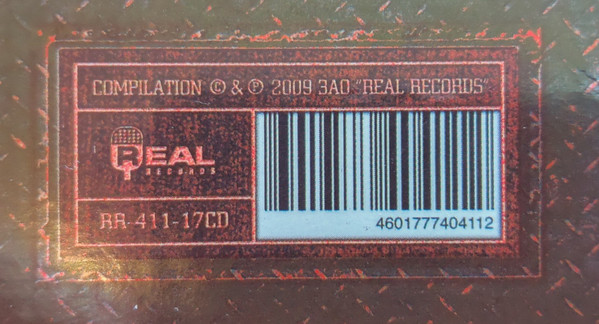 COMPILATION © & ℗ 2009 ЗАО "REAL RECORDS"
REAL
RECORDS
RR-411-17CD
4601777404112